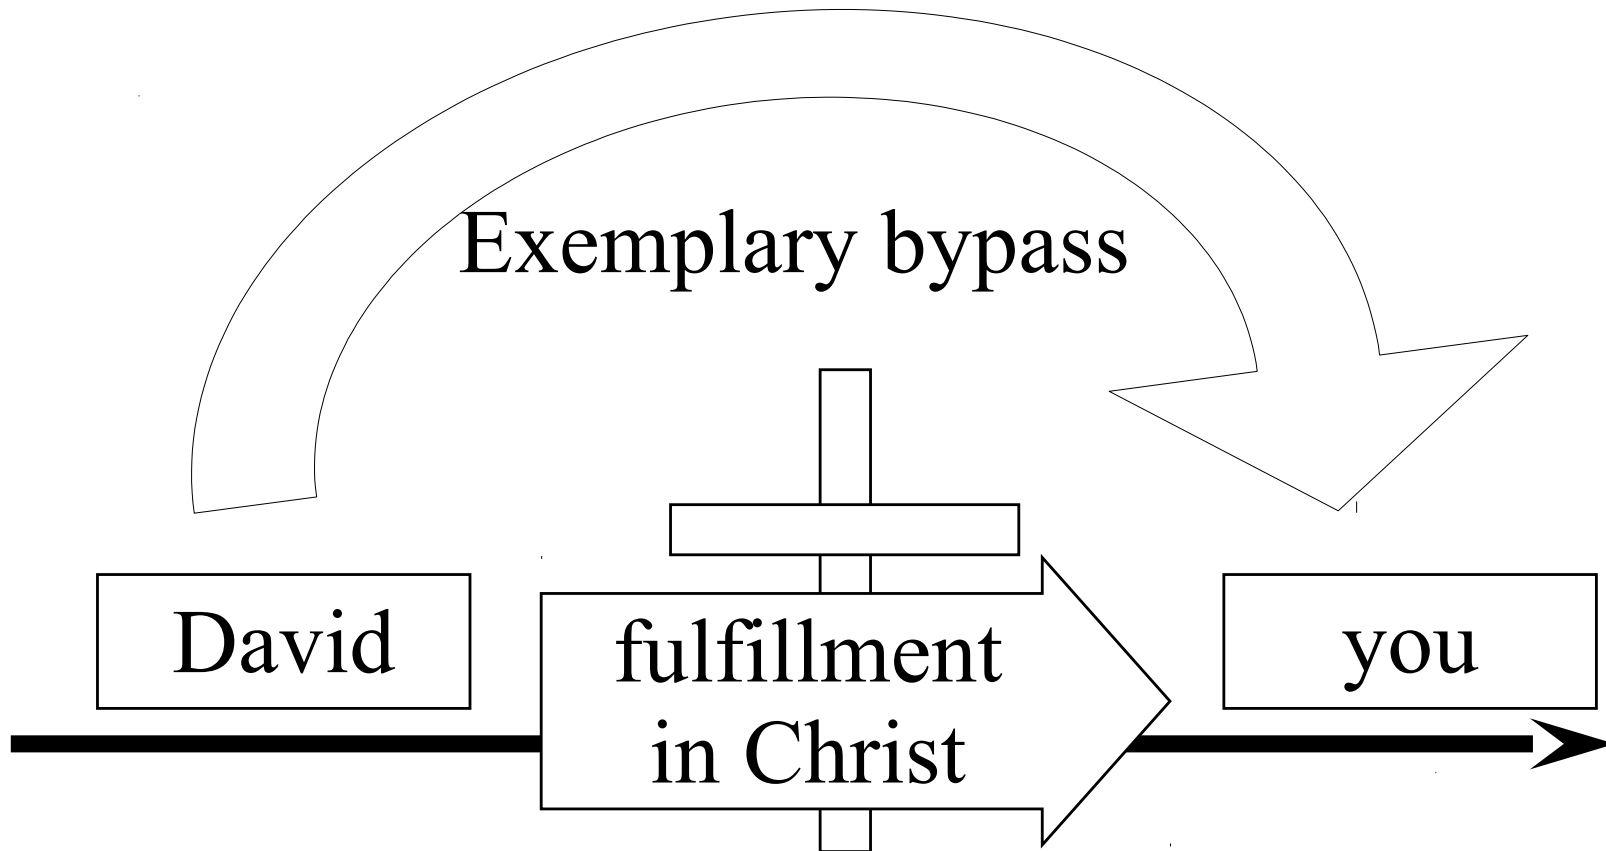 Exemplary bypass
David
fulfillment
in Christ
you